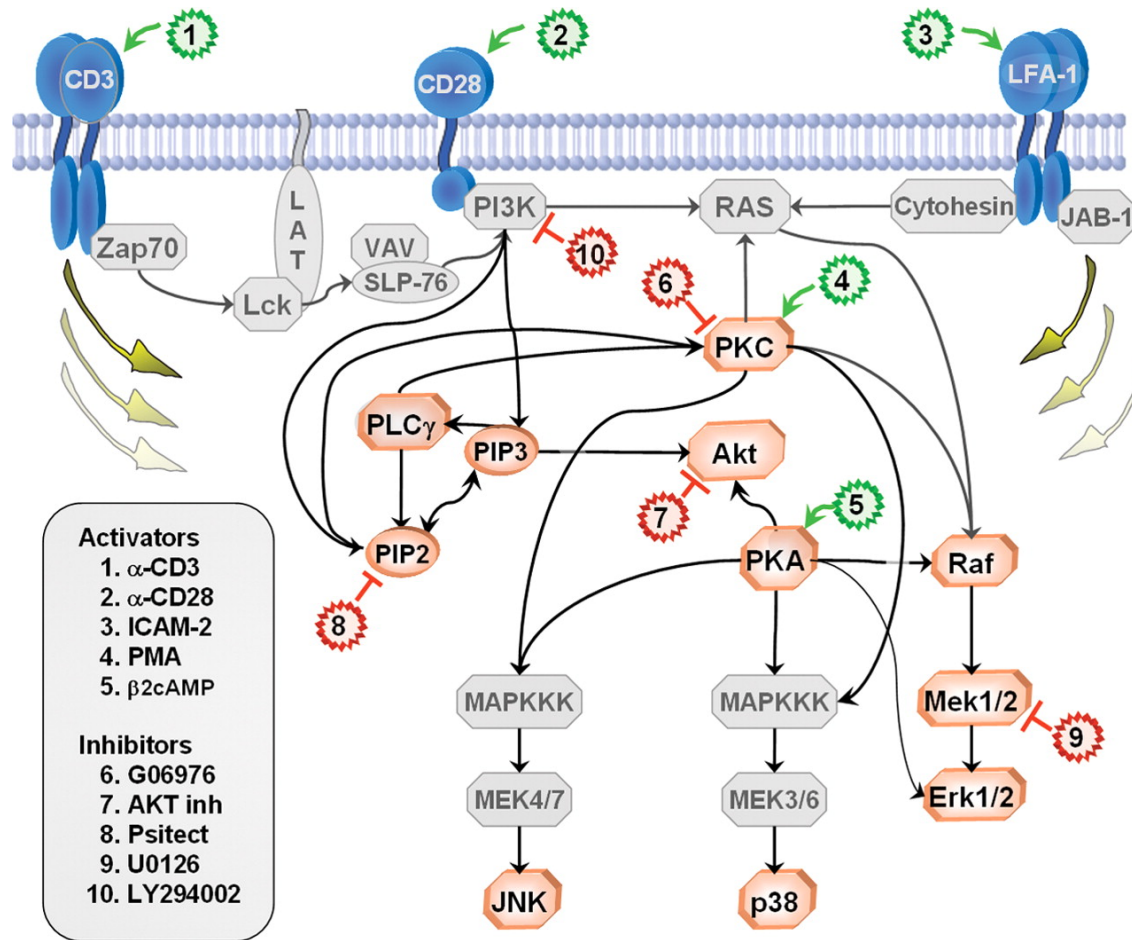 1
2
3
CD3
CD28
LFA-1
L
A
T
PI3K
RAS
Cytohesin
JAB-1
Zap70
VAV
SLP-76
Lck
10
6
4
PKC
PLCγ
PIP3
Akt
7
5
PIP2
PKA
Raf
8
MAPKKK
MAPKKK
Mek1/2
9
MEK4/7
MEK3/6
Erk1/2
JNK
p38
Activators
1. α-CD3
2. α-CD28
3. ICAM-2
4. PMA
5. β2cAMP
Inhibitors
6. G06976
7. AKT inh
8. Psitect
9. U0126
10. LY294002